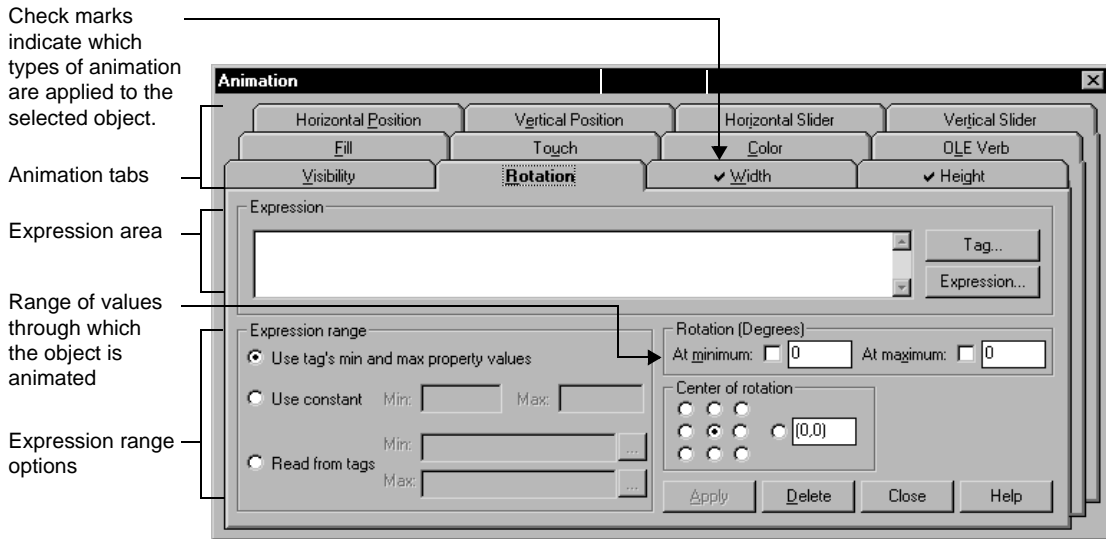 Check marks
indicate which
types of animation
are applied to the
selected object.
Animation tabs
Expression area
Range of values
through which
the object is
animated
Expression range
options
Animation
Horizontal Position
Vertical Position
Horizontal Slider
Vertical Slider
Fill
Touch
Color
OLE Verb
Visibility
Rotation
✔ Width
✔ Height
Expression
Tag...
Expression...
Expression range
Use tag's min and max property values
Use constant Min: Max:
Read from tags
Min: ...
Max: ...
Rotation (Degrees)
At minimum: 0 At maximum: 0
Center of rotation
(0,0)
Apply
Delete
Close
Help